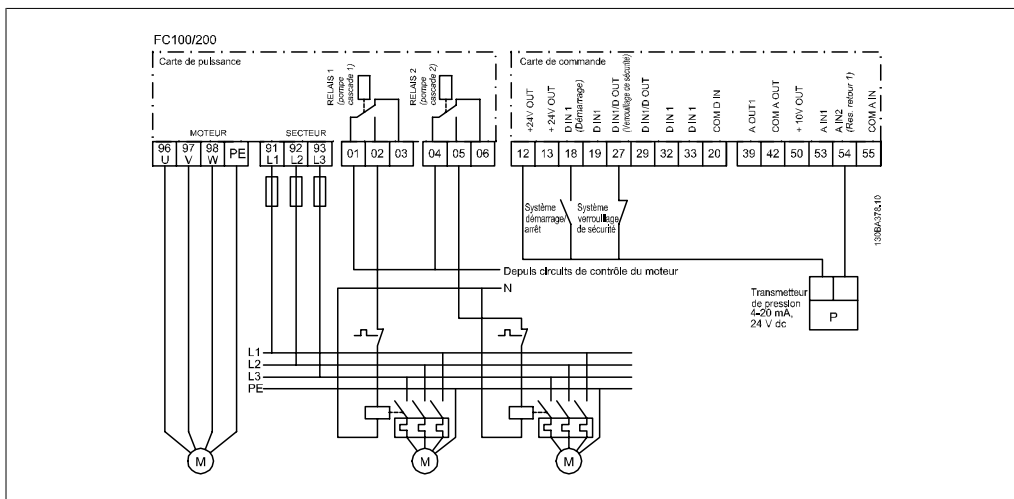 FC100/200
Carte de puissance
RELAIS 1
(pompe
cascade 1)
RELAIS 2
(pompe
cascade 2)
MOTEUR
SECTEUR
96 97 98 PE 91 92 93 01 02 03 04 05 06
U V W L1 L2 L3
Carte de commande
+24V OUT
+ 24V OUT
D IN 1
(Démarrage)
D IN1
D IN1/D OUT
(Verrouillage de sécurité)
D IN1/D OUT
D IN 1
D IN 1
COM D IN
A OUT1
COM A OUT
+ 10V OUT
A IN1
A IN2
(Res. retour 1)
COM A IN
12 13 18 19 27 29 32 33 20 39 42 50 53 54 55
130BA378.10
Système
démarrage/
arrêt
Système
verrouillage
de sécurité
Depuis circuits de contrôle du moteur
N
Transmetteur
de pression
4-20 mA,
24 V dc
P
L1
L2
L3
PE
M
M
M